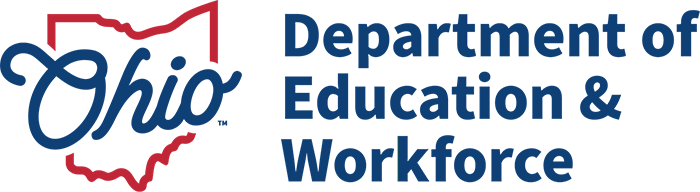 Ohio™
Department of
Education &
Workforce